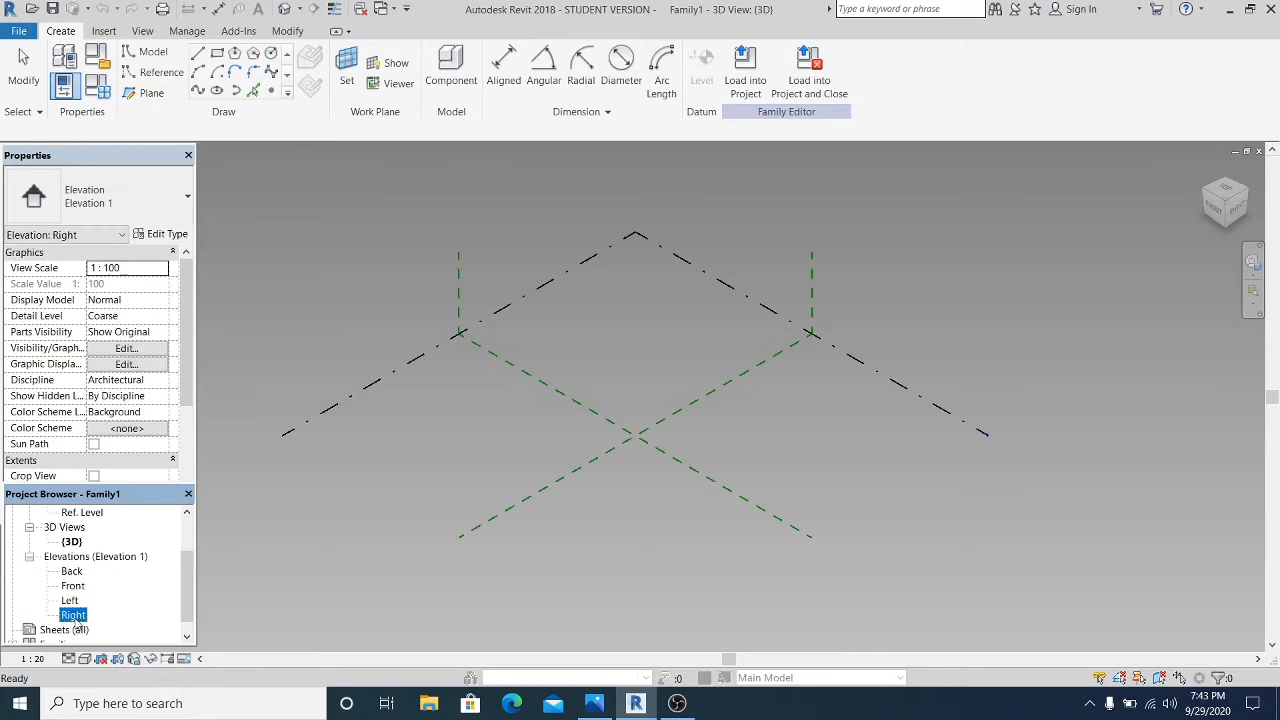 Autodesk Revit 2018 - STUDENT VERSION - Family1 - 3D View: {3D}
Type a keyword or phrase
Sign In
File Create Insert View Manage Add-Ins Modify
Modify
Select
Properties
Model
Reference
Plane
Draw
Set
Show
Viewer
Work Plane
Component
Model
Aligned Angular Radial Diameter Arc Length
Dimension
Level
Datum
Load into Project
Load into Project and Close
Family Editor
Properties
Elevation
Elevation 1
Elevation: Right
Edit Type
Graphics
View Scale 1 : 100
Scale Value 1: 100
Display Model Normal
Detail Level Coarse
Parts Visibility Show Original
Visibility/Graph... Edit...
Graphic Displa... Edit...
Discipline Architectural
Show Hidden L... By Discipline
Color Scheme L... Background
Color Scheme <none>
Sun Path
Extents
Crop View
Project Browser - Family1
Ref. Level
3D Views
{3D}
Elevations (Elevation 1)
Back
Front
Left
Right
Sheets (all)
TOP
FRONT
1 : 20
Ready
:0
Main Model
:0
Type here to search
7:43 PM
9/29/2020